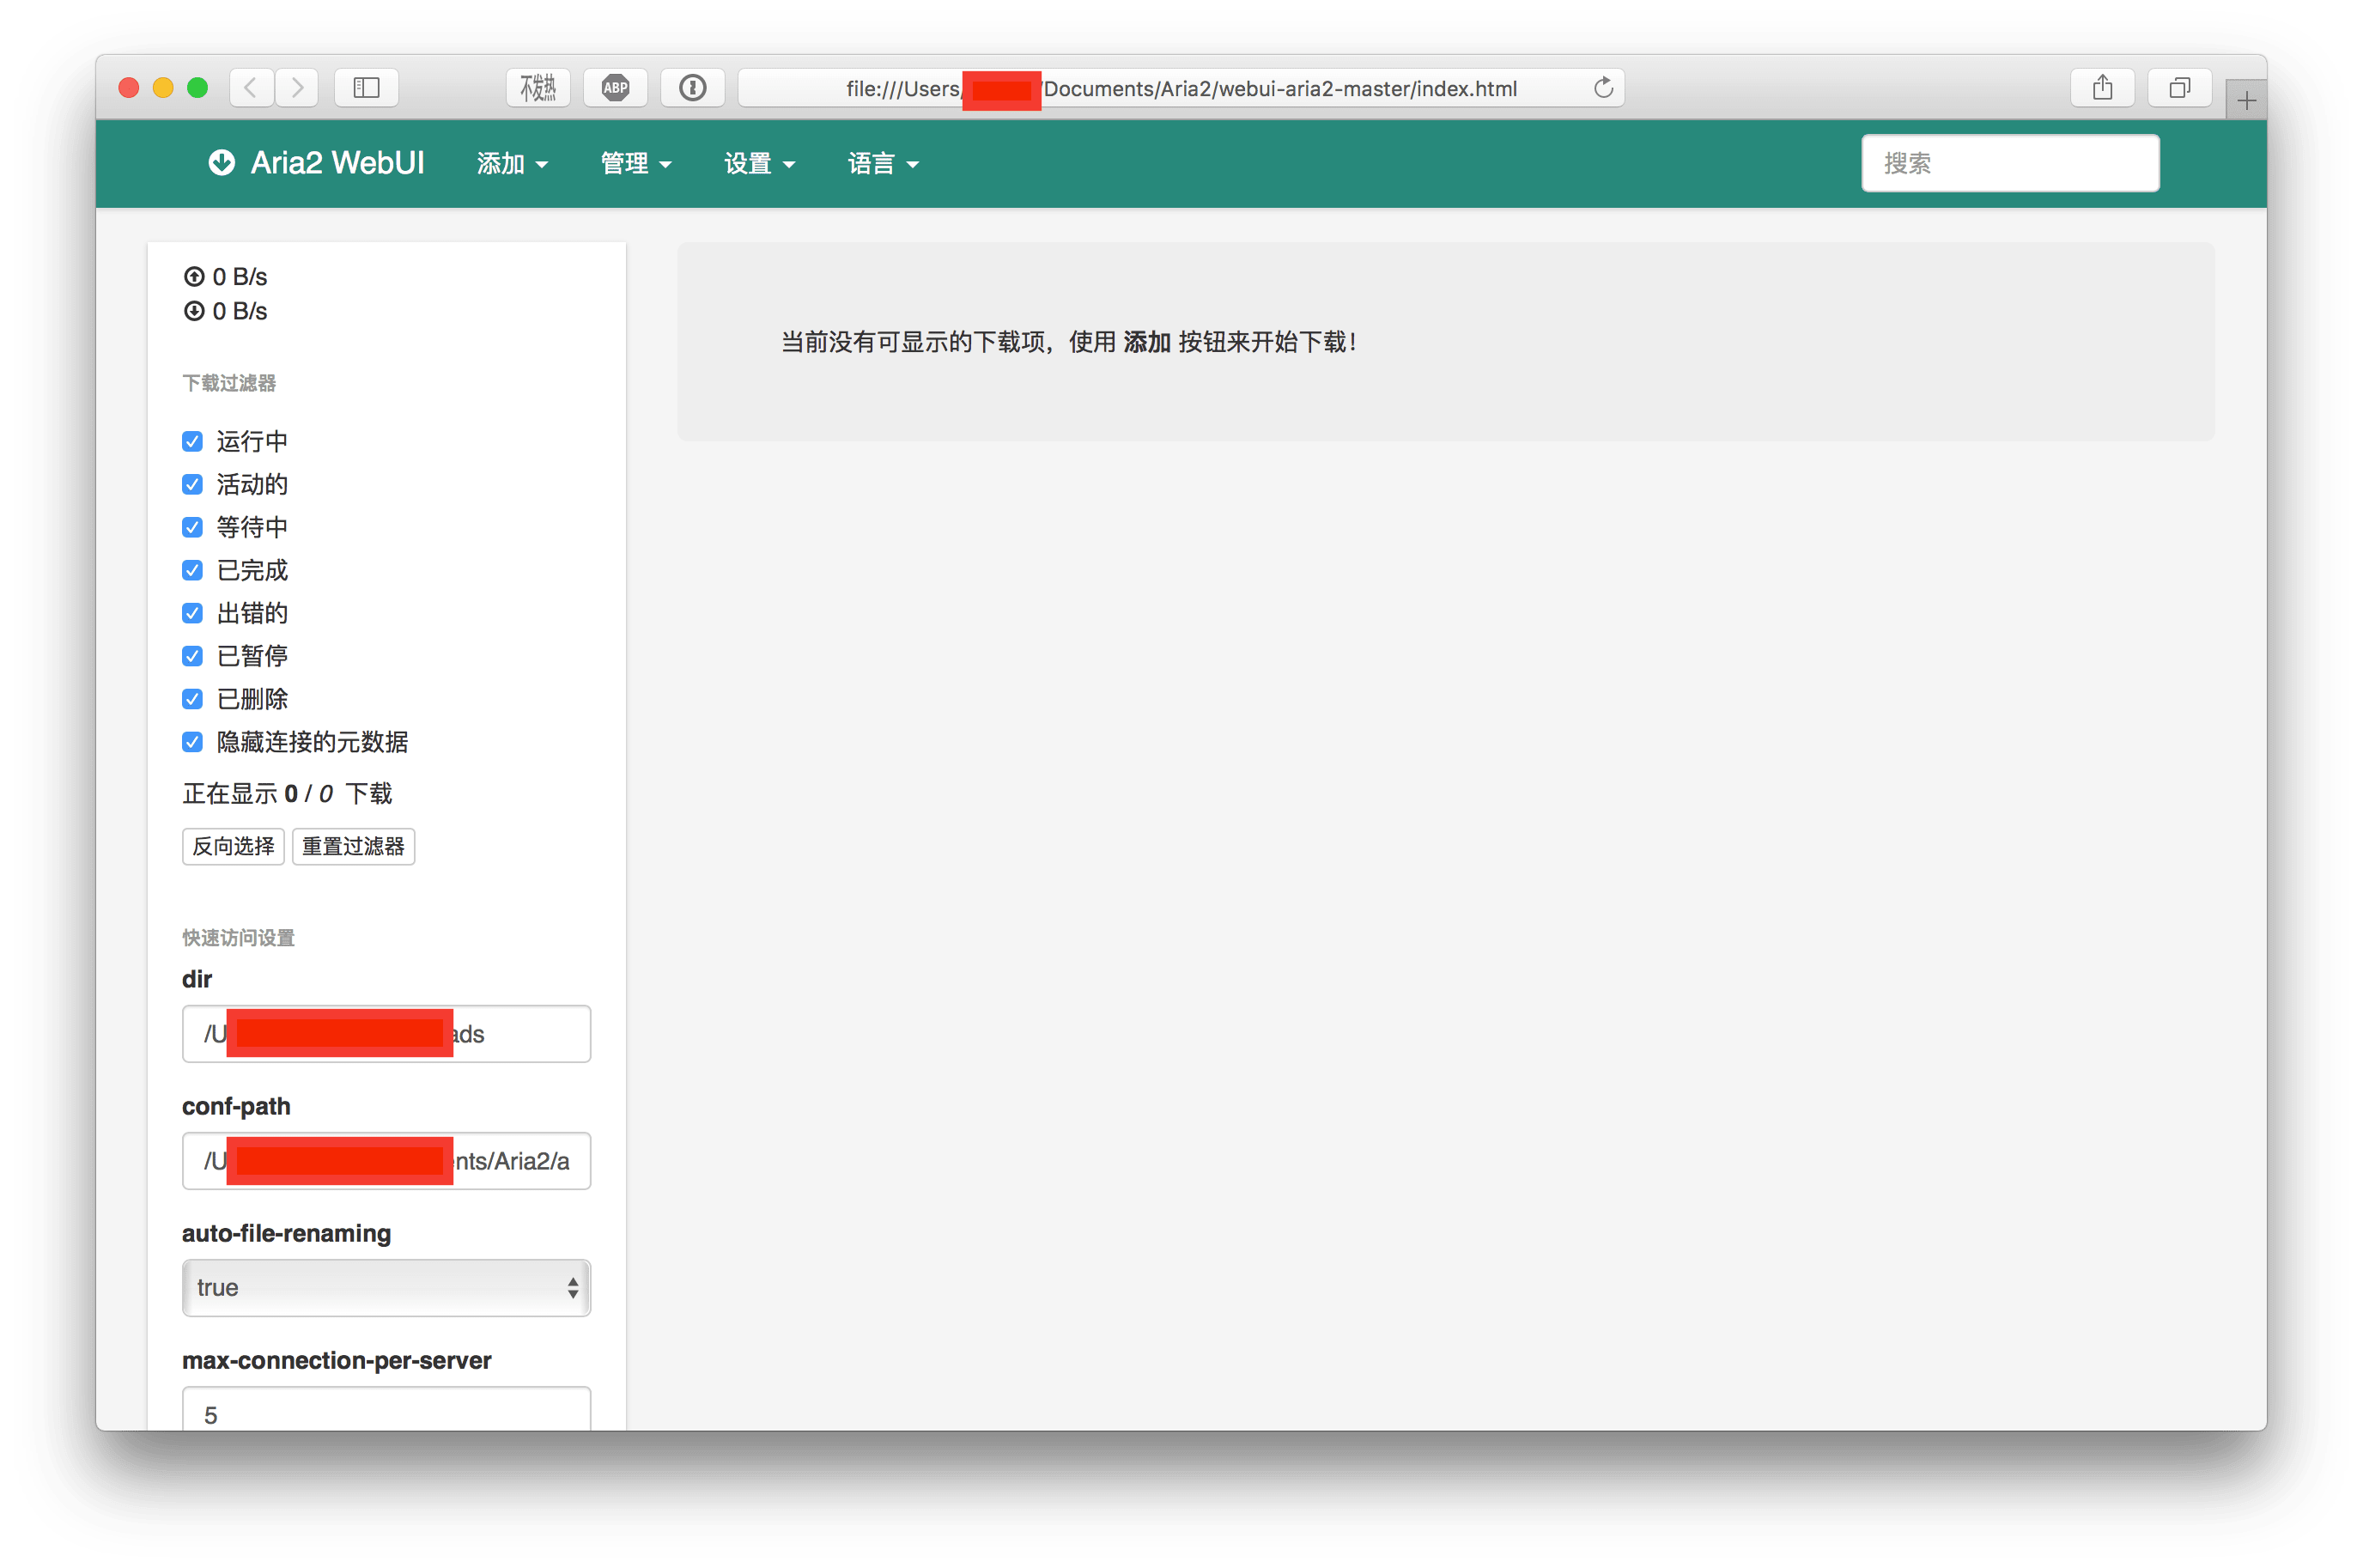 不发热
ABP
file:///Users/ /Documents/Aria2/webui-aria2-master/index.html
Aria2 WebUI 添加 管理 设置 语言 搜索
0 B/s
0 B/s
下载过滤器
运行中
活动的
等待中
已完成
出错的
已暂停
已删除
隐藏连接的元数据
正在显示 0 / 0 下载
反向选择 重置过滤器
快速访问设置
dir
/U ads
conf-path
/U nts/Aria2/a
auto-file-renaming
true
max-connection-per-server
5
当前没有可显示的下载项，使用 添加 按钮来开始下载！